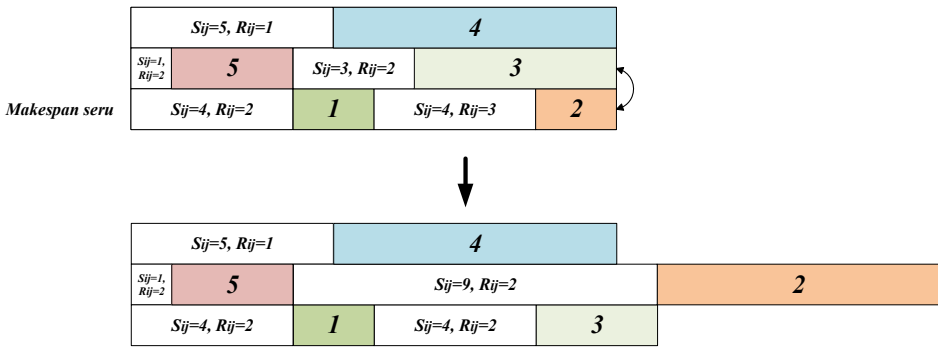 Sij=5, Rij=1 4
Sij=1, Rij=2 5 Sij=3, Rij=2 3
Makespan seru Sij=4, Rij=2 1 Sij=4, Rij=3 2
Sij=5, Rij=1 4
Sij=1, Rij=2 5 Sij=9, Rij=2 2
Sij=4, Rij=2 1 Sij=4, Rij=2 3